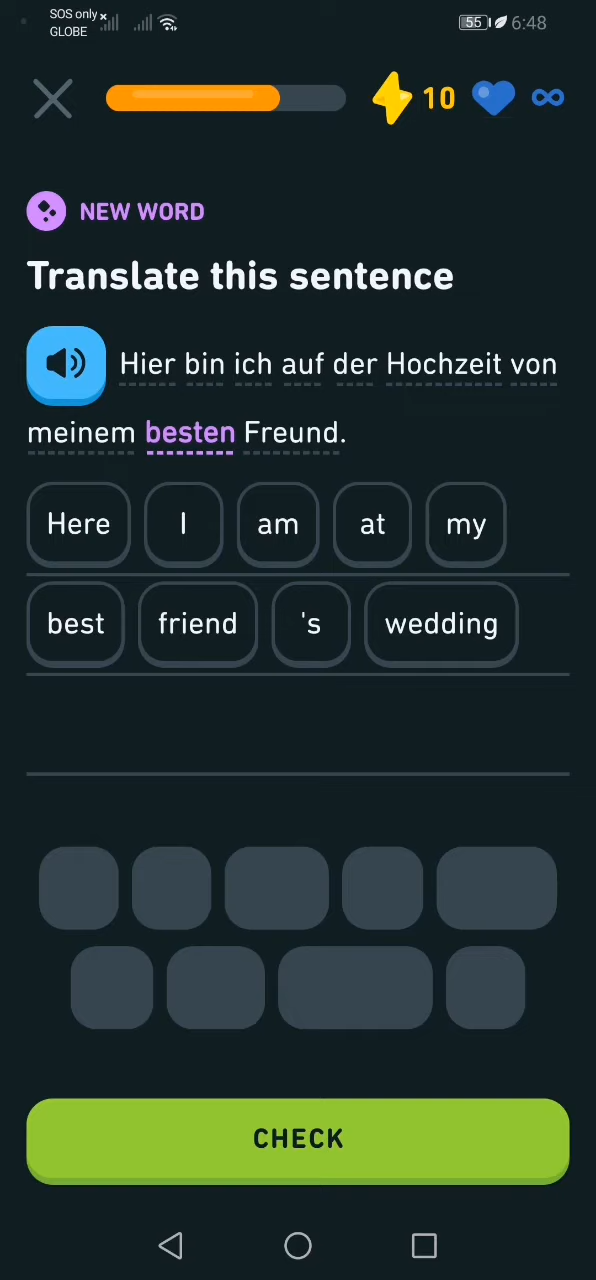 SOS only
GLOBE
55 6:48
10
NEW WORD
Translate this sentence
Hier bin ich auf der Hochzeit von
meinem besten Freund.
Here I am at my
best friend 's wedding
CHECK